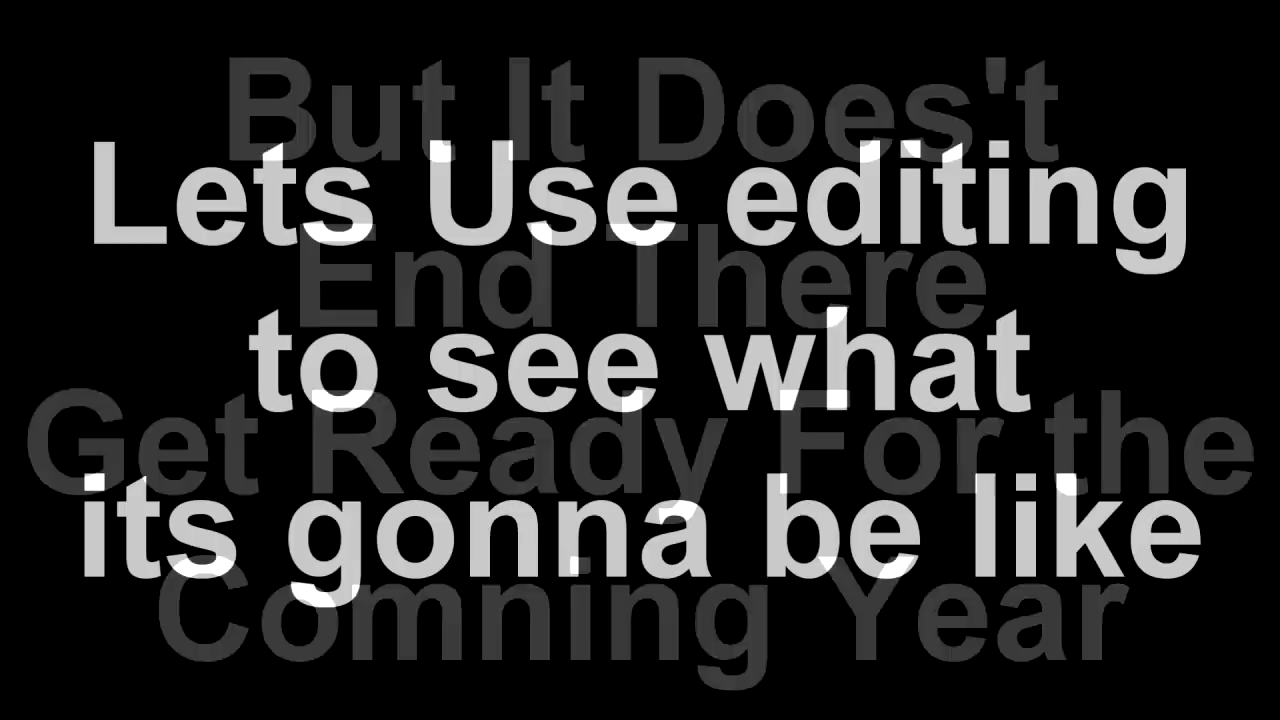 But It Does't
Lets Use editing
End There
to see what
Get Ready For the
its gonna be like
Comning Year